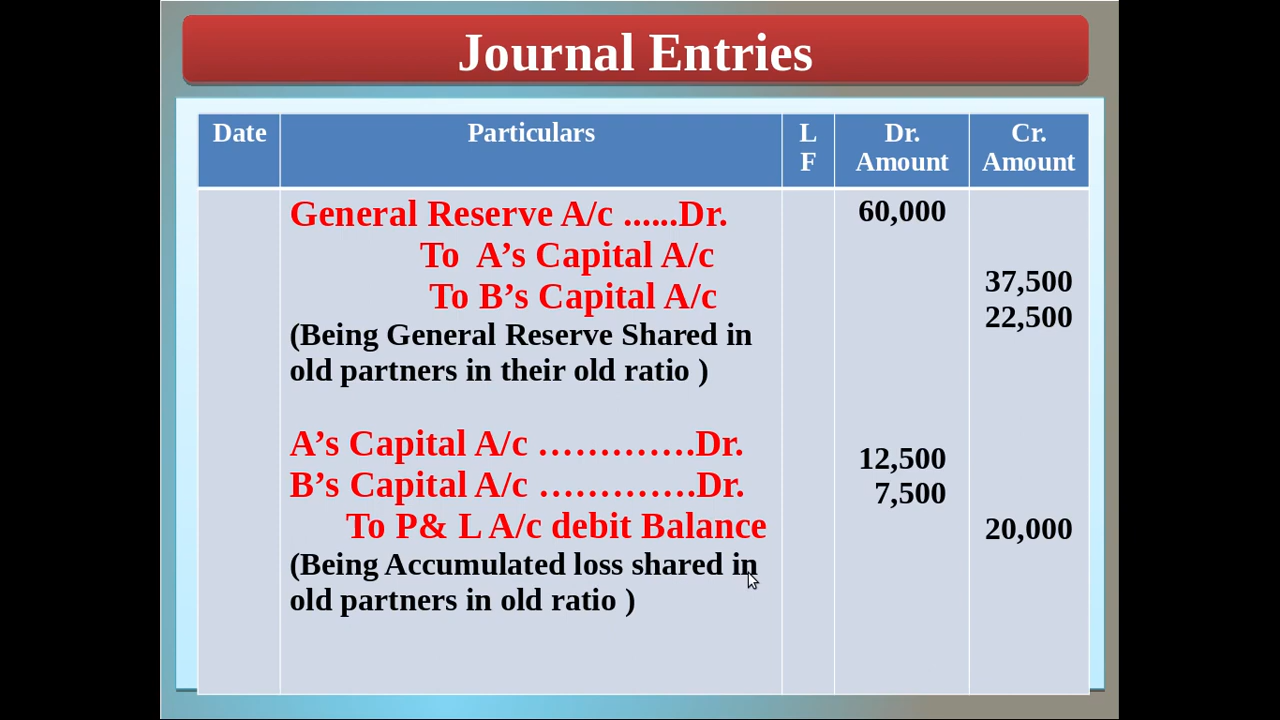 Journal Entries
Date Particulars L F Dr. Amount Cr. Amount
General Reserve A/c ......Dr. 60,000
To A’s Capital A/c 37,500
To B’s Capital A/c 22,500
(Being General Reserve Shared in
old partners in their old ratio )
A’s Capital A/c ………….Dr. 12,500
B’s Capital A/c ………….Dr. 7,500
To P& L A/c debit Balance 20,000
(Being Accumulated loss shared in
old partners in old ratio )